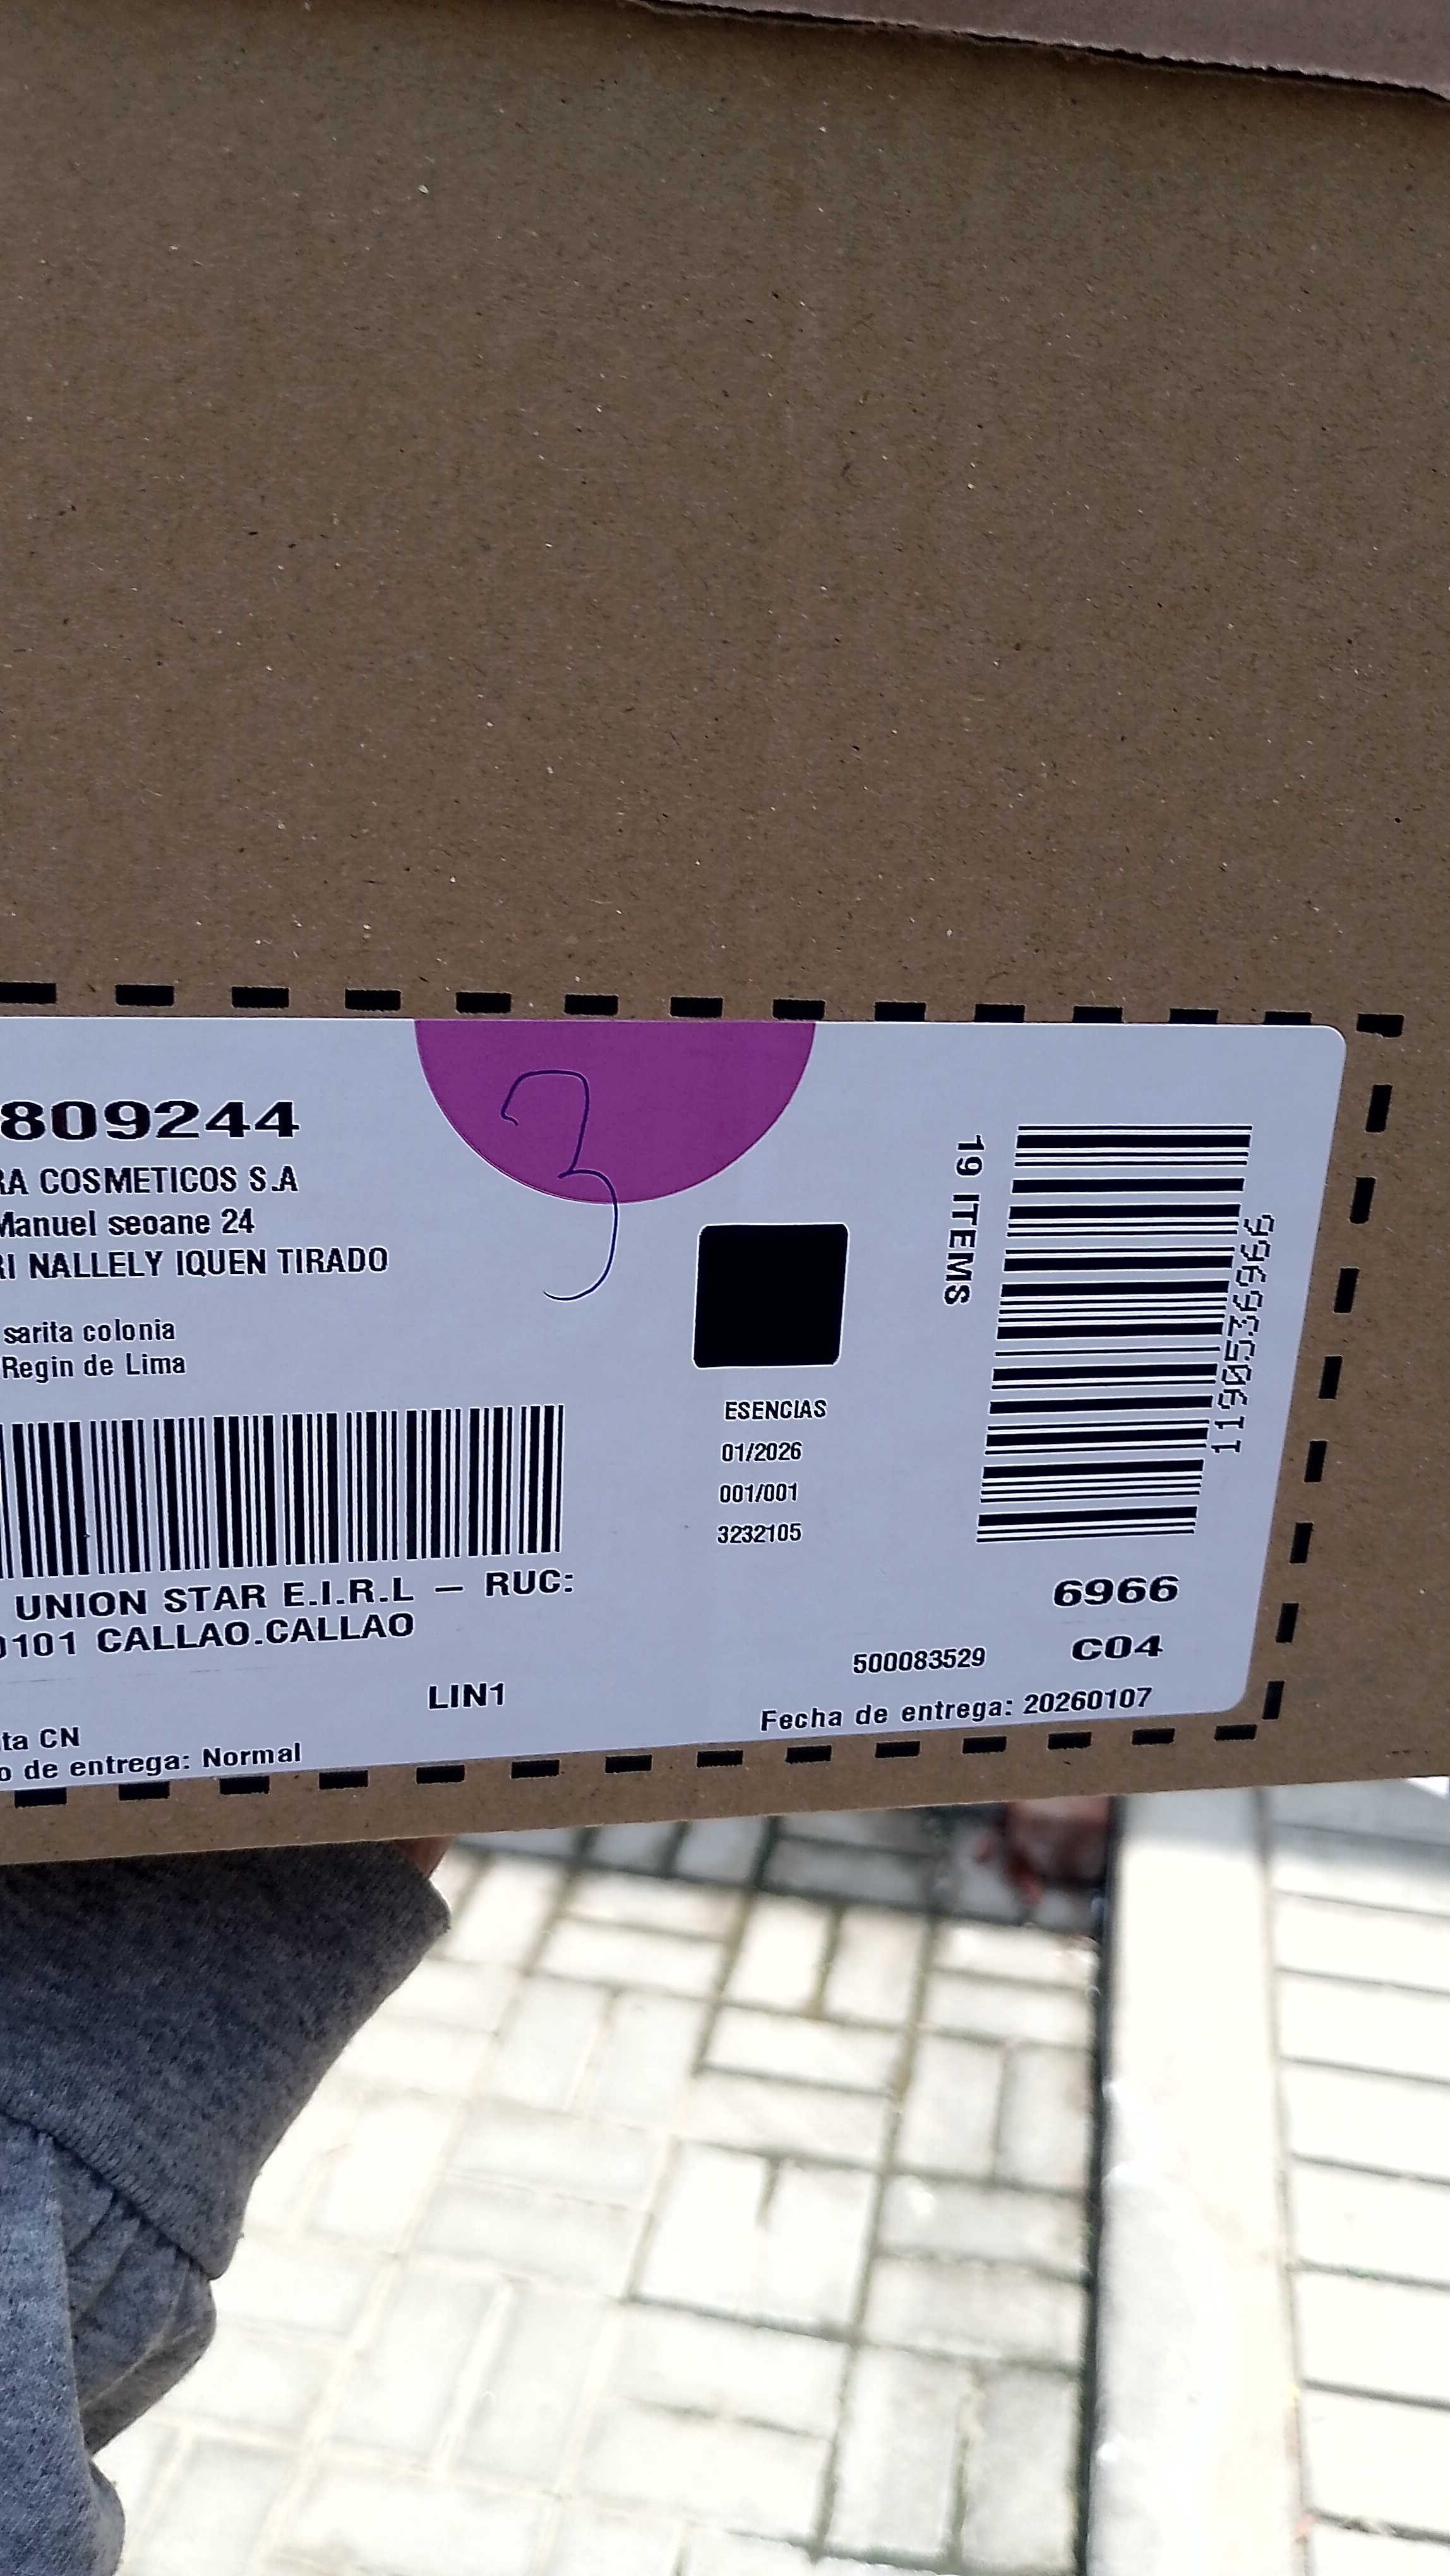 809244
RA COSMETICOS S.A
Manuel seoane 24
RI NALLELY IQUEN TIRADO
sarita colonia
Regin de Lima
UNION STAR E.I.R.L — RUC:
0101 CALLAO.CALLAO
LIN1
ta CN
o de entrega: Normal
3
ESENCIAS
01/2026
001/001
3232105
19 ITEMS
119605396966
6966
C04
500083529
Fecha de entrega: 20260107